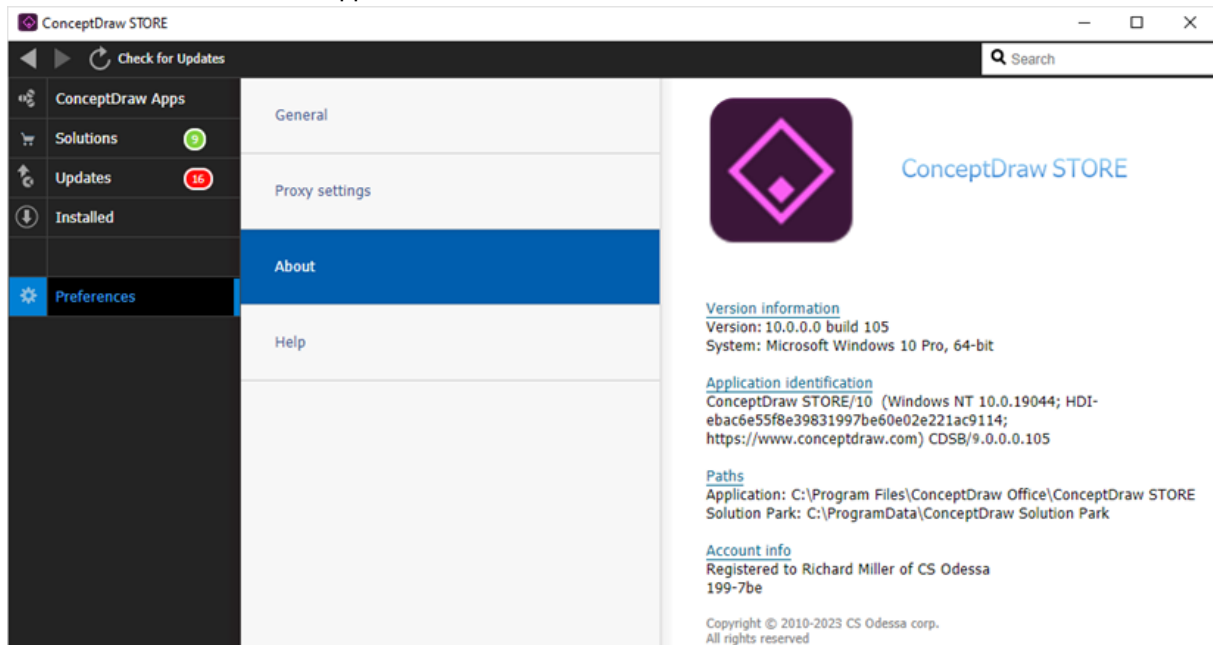 ConceptDraw STORE
Check for Updates
Search
ConceptDraw Apps
Solutions 9
Updates 16
Installed
Preferences
General
Proxy settings
About
Help
ConceptDraw STORE
Version information
Version: 10.0.0.0 build 105
System: Microsoft Windows 10 Pro, 64-bit
Application identification
ConceptDraw STORE/10 (Windows NT 10.0.19044; HDI-
ebac6e55f8e39831997be60e02e221ac9114;
https://www.conceptdraw.com) CDSB/9.0.0.0.105
Paths
Application: C:\Program Files\ConceptDraw Office\ConceptDraw STORE
Solution Park: C:\ProgramData\ConceptDraw Solution Park
Account info
Registered to Richard Miller of CS Odessa
199-7be
Copyright © 2010-2023 CS Odessa corp.
All rights reserved